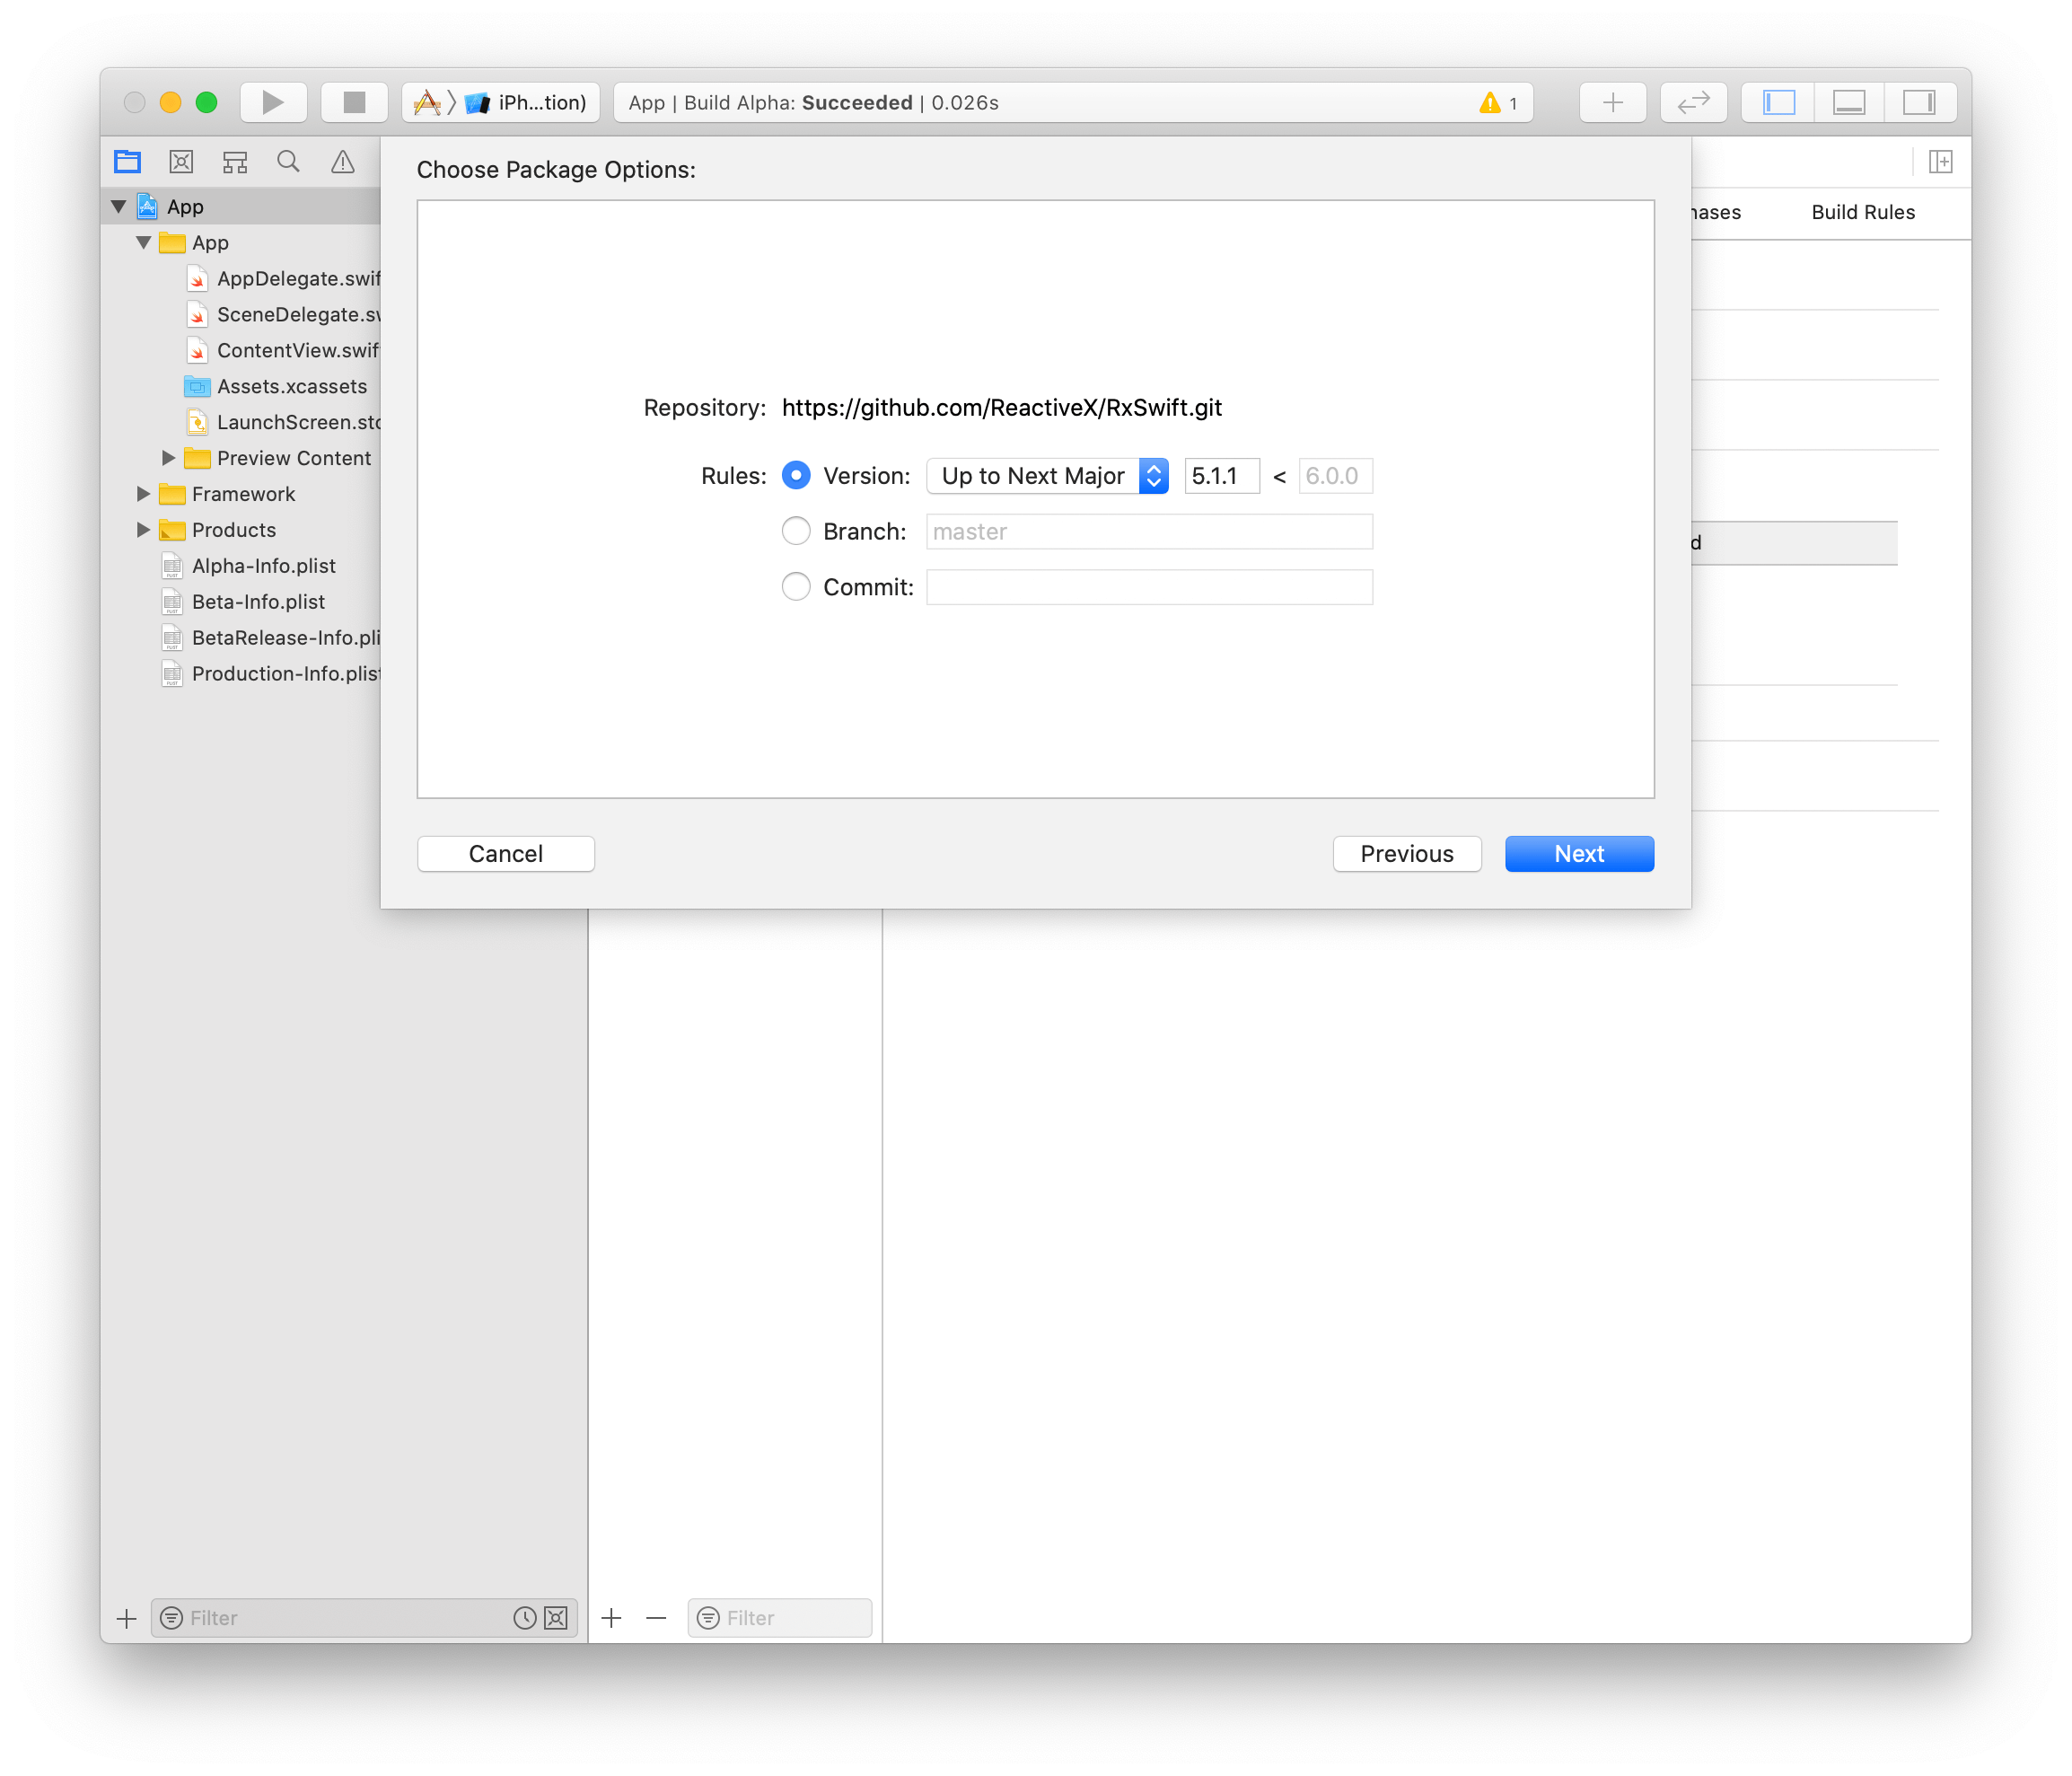 iPh...tion)
App | Build Alpha: Succeeded | 0.026s
1
Choose Package Options:
App
hases
Build Rules
App
AppDelegate.swif
SceneDelegate.sw
ContentView.swif
Assets.xcassets
LaunchScreen.sto
Preview Content
Framework
Products
Alpha-Info.plist
Beta-Info.plist
BetaRelease-Info.pli
Production-Info.plist
Repository: https://github.com/ReactiveX/RxSwift.git
Rules: Version: Up to Next Major 5.1.1 < 6.0.0
Branch: master
Commit:
d
Cancel
Previous
Next
Filter
Filter